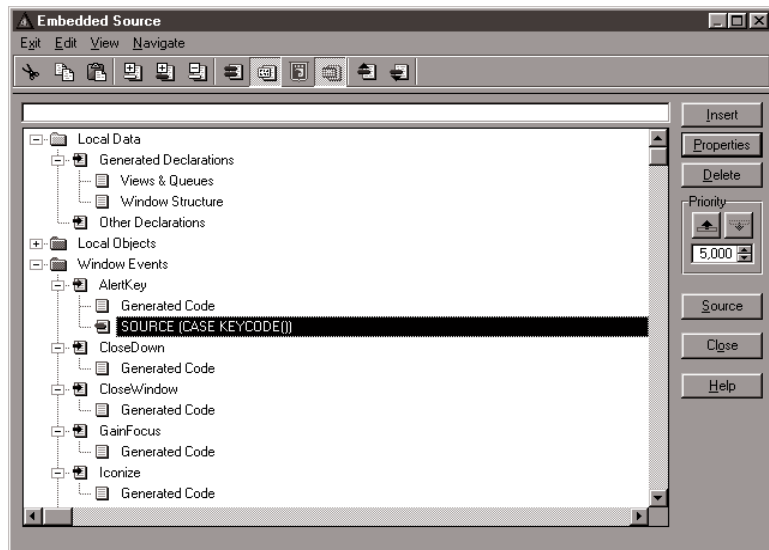 Embedded Source
Exit Edit View Navigate
Insert
Properties
Delete
Priority
5,000
Source
Close
Help
Local Data
Generated Declarations
Views & Queues
Window Structure
Other Declarations
Local Objects
Window Events
AlertKey
Generated Code
SOURCE (CASE KEYCODE())
CloseDown
Generated Code
CloseWindow
Generated Code
GainFocus
Generated Code
Iconize
Generated Code